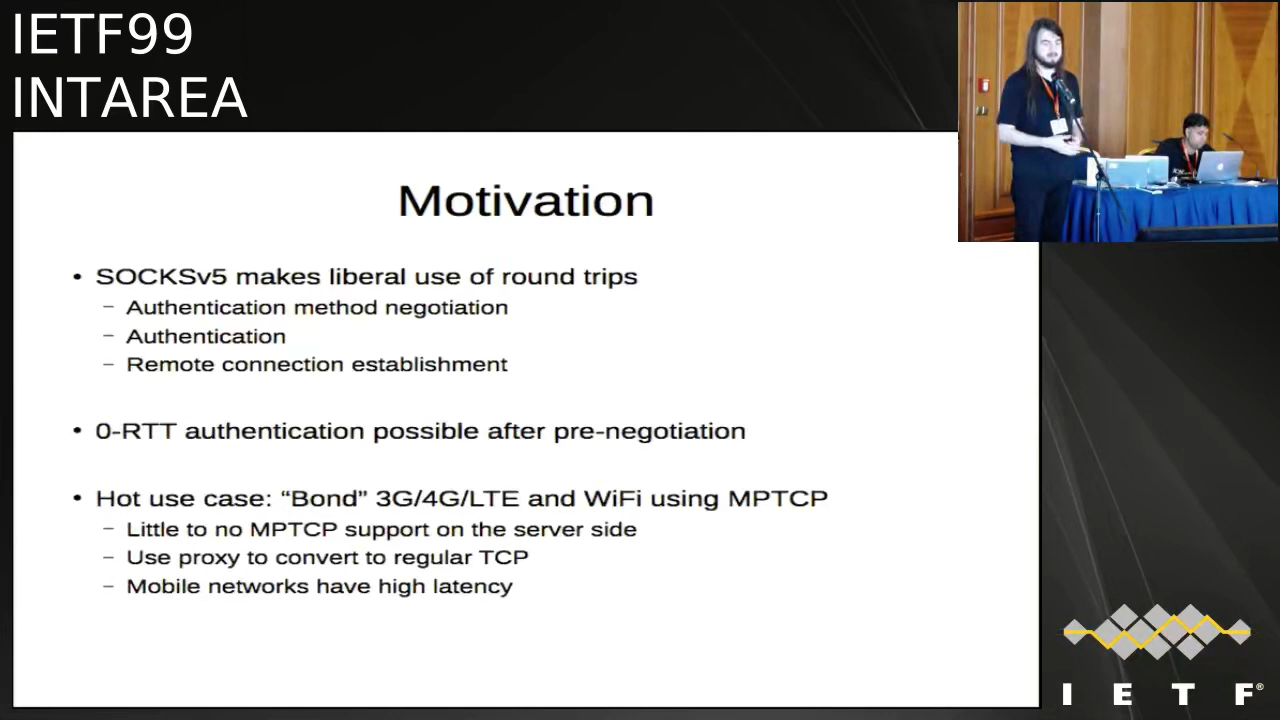 IETF99
INTAREA
Motivation
• SOCKSv5 makes liberal use of round trips
– Authentication method negotiation
– Authentication
– Remote connection establishment
• 0-RTT authentication possible after pre-negotiation
• Hot use case: “Bond” 3G/4G/LTE and WiFi using MPTCP
– Little to no MPTCP support on the server side
– Use proxy to convert to regular TCP
– Mobile networks have high latency
I E T F®